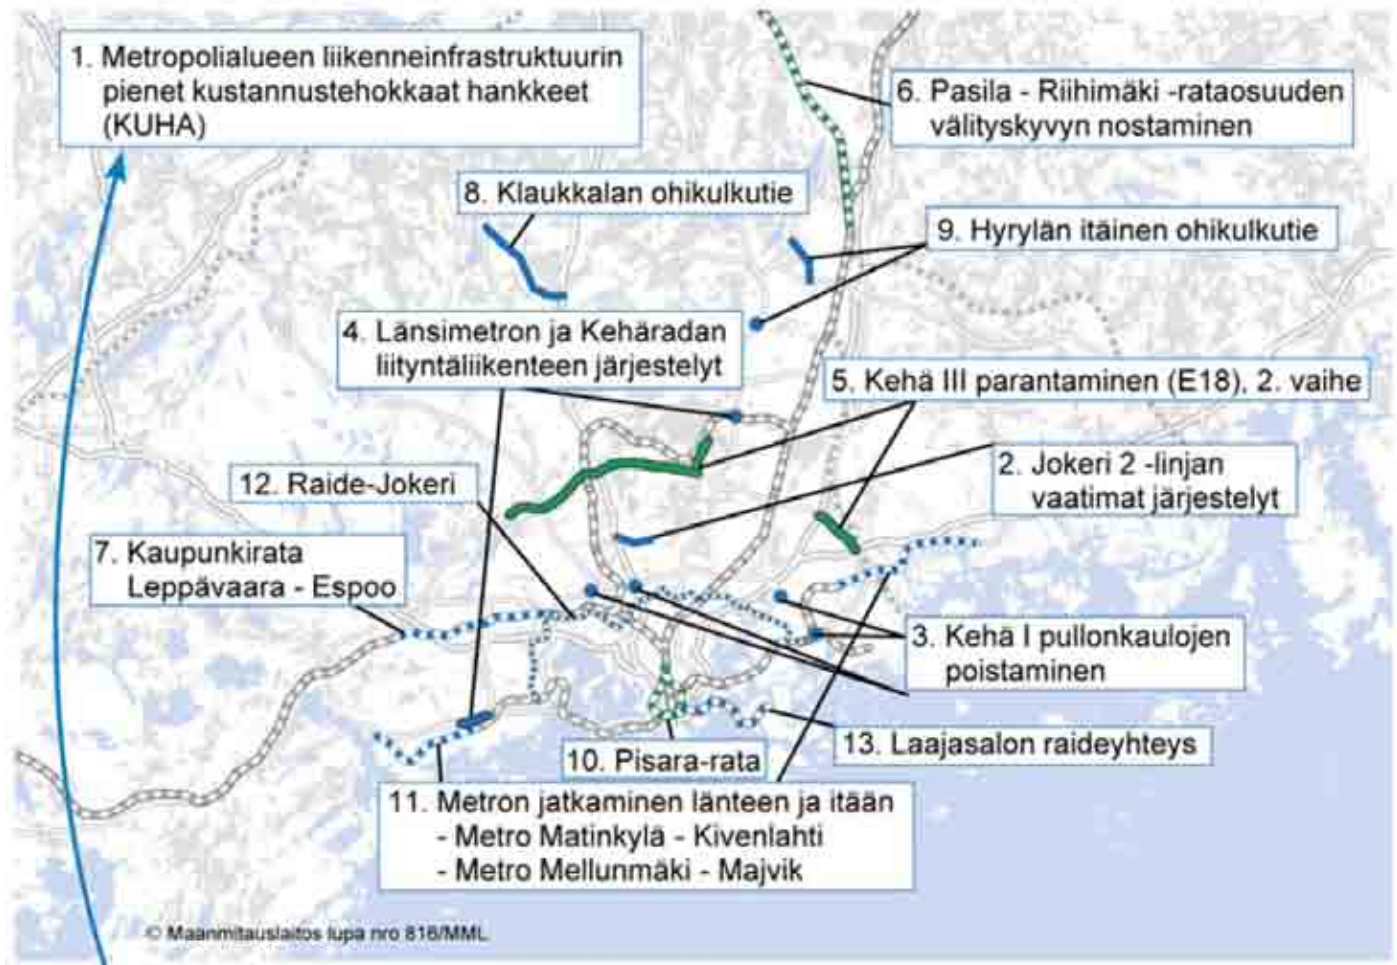 1. Metropolialueen liikenneinfrastruktuurin
pienet kustannustehokkaat hankkeet
(KUHA)
6. Pasila - Riihimäki -rataosuuden
välityskyvyn nostaminen
8. Klaukkalan ohikulkutie
9. Hyrylän itäinen ohikulkutie
4. Länsimetron ja Kehäradan
liityntäliikenteen järjestelyt
5. Kehä III parantaminen (E18), 2. vaihe
12. Raide-Jokeri
2. Jokeri 2 -linjan
vaatimat järjestelyt
7. Kaupunkirata
Leppävaara - Espoo
3. Kehä I pullonkaulojen
poistaminen
13. Laajasalon raideyhteys
10. Pisara-rata
11. Metron jatkaminen länteen ja itään
- Metro Matinkylä - Kivenlahti
- Metro Mellunmäki - Majvik
© Maanmittauslaitos lupa nro 816/MML